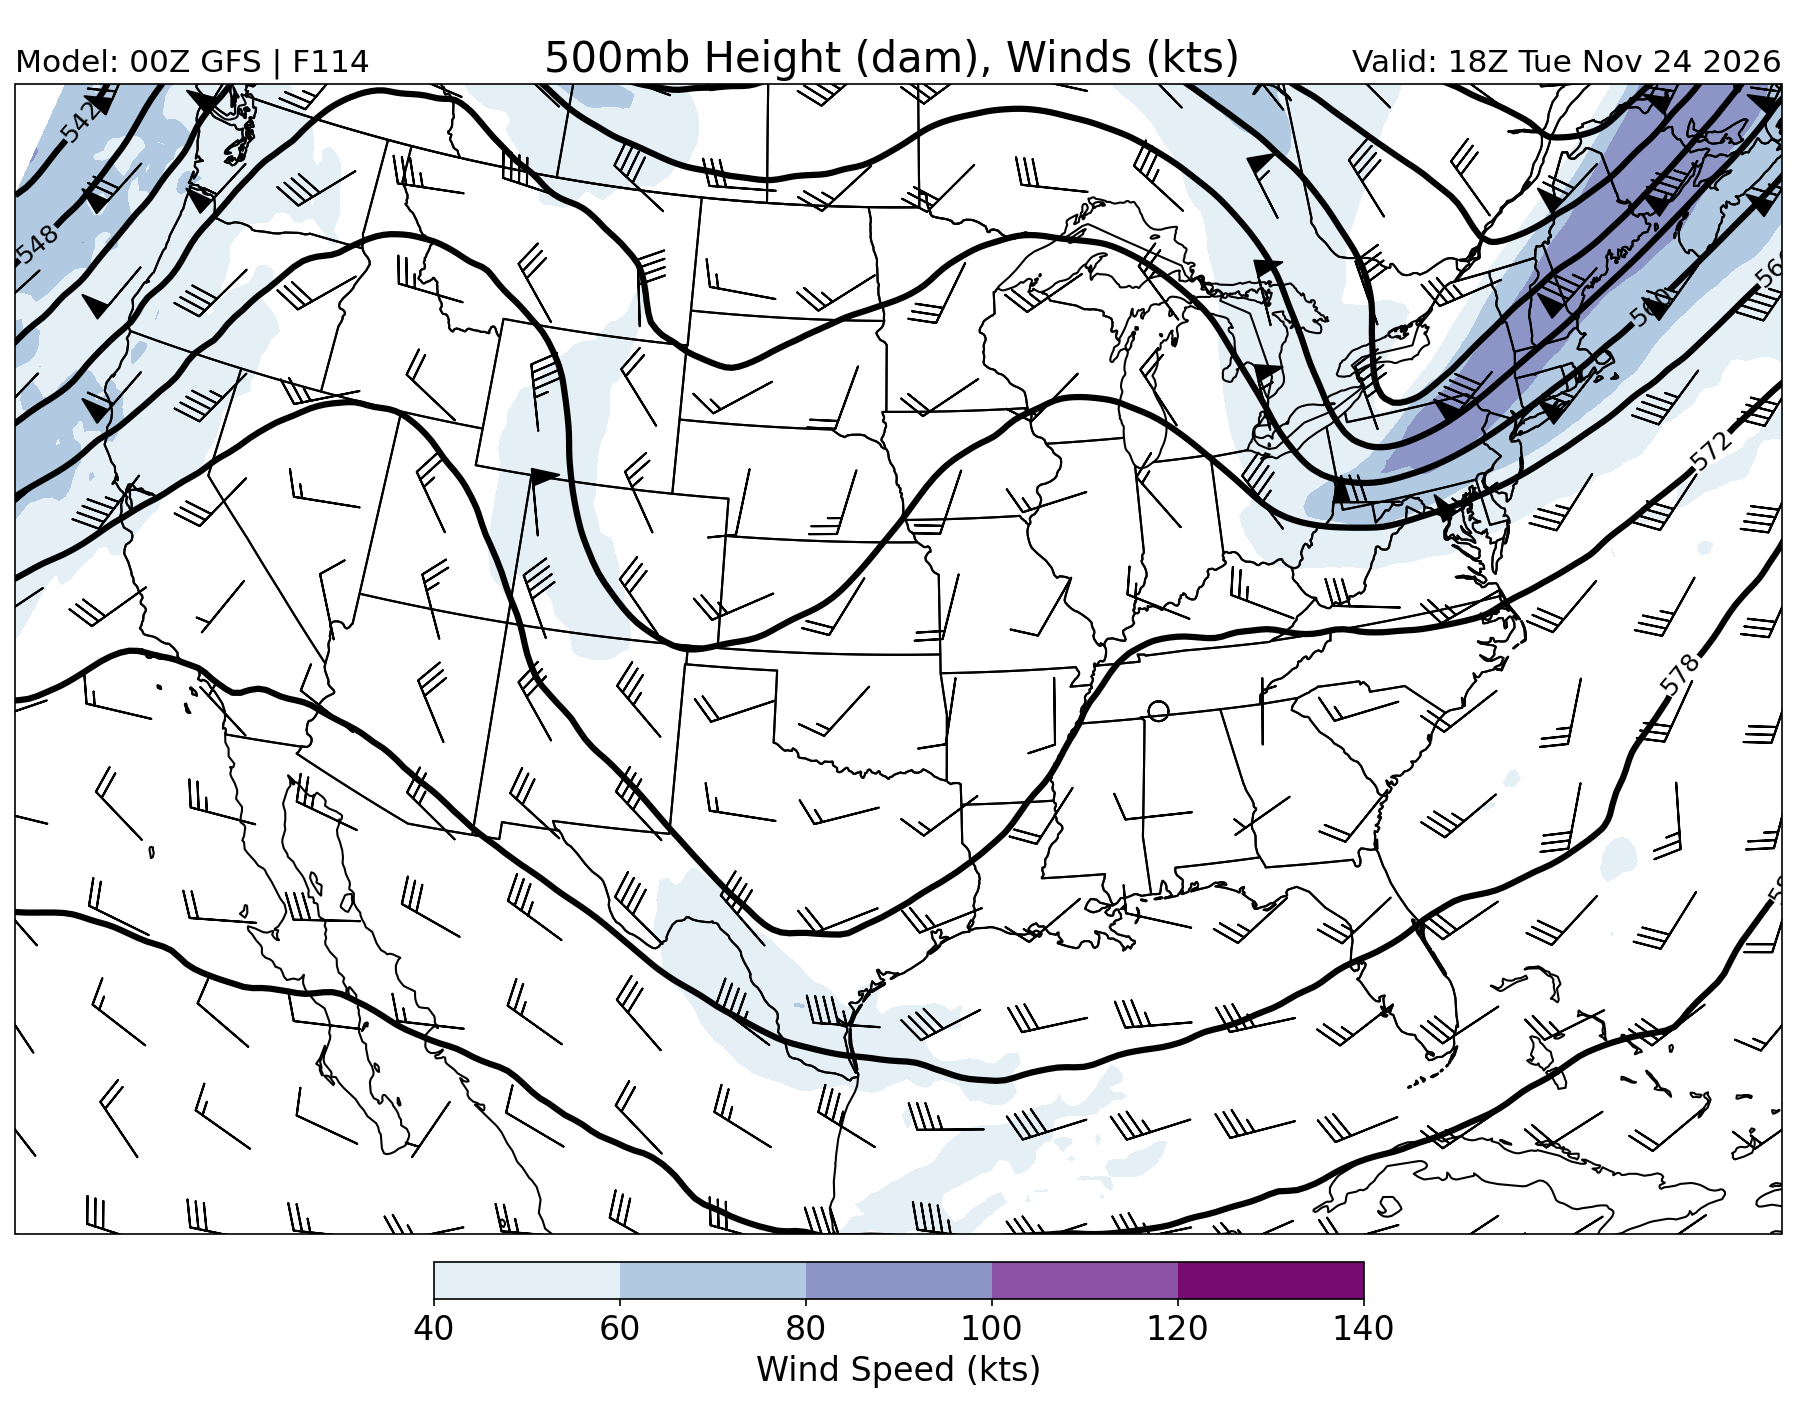 Model: 00Z GFS | F114
500mb Height (dam), Winds (kts)
Valid: 18Z Tue Nov 24 2026
542
548
560
572
578
40 60 80 100 120 140
Wind Speed (kts)